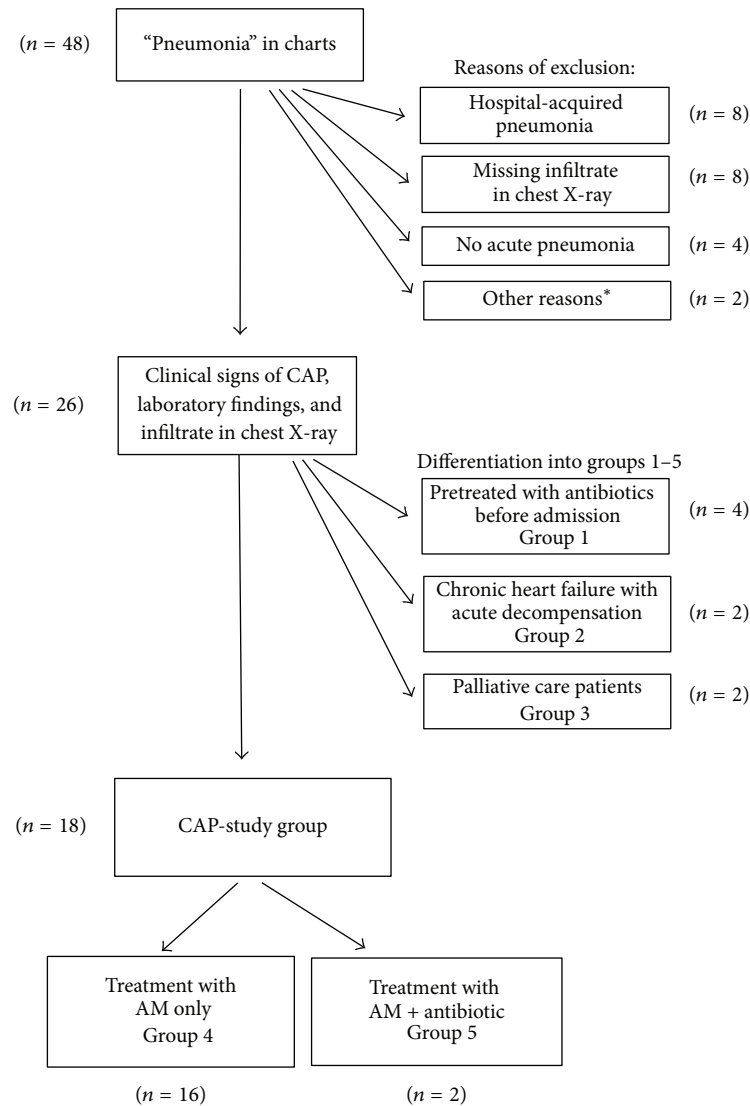 (n = 48)
“Pneumonia” in charts
Reasons of exclusion:
Hospital-acquired
pneumonia
(n = 8)
Missing infiltrate
in chest X-ray
(n = 8)
No acute pneumonia
(n = 4)
Other reasons*
(n = 2)
(n = 26)
Clinical signs of CAP,
laboratory findings, and
infiltrate in chest X-ray
Differentiation into groups 1–5
Pretreated with antibiotics
before admission
Group 1
(n = 4)
Chronic heart failure with
acute decompensation
Group 2
(n = 2)
Palliative care patients
Group 3
(n = 2)
(n = 18)
CAP-study group
Treatment with
AM only
Group 4
(n = 16)
Treatment with
AM + antibiotic
Group 5
(n = 2)